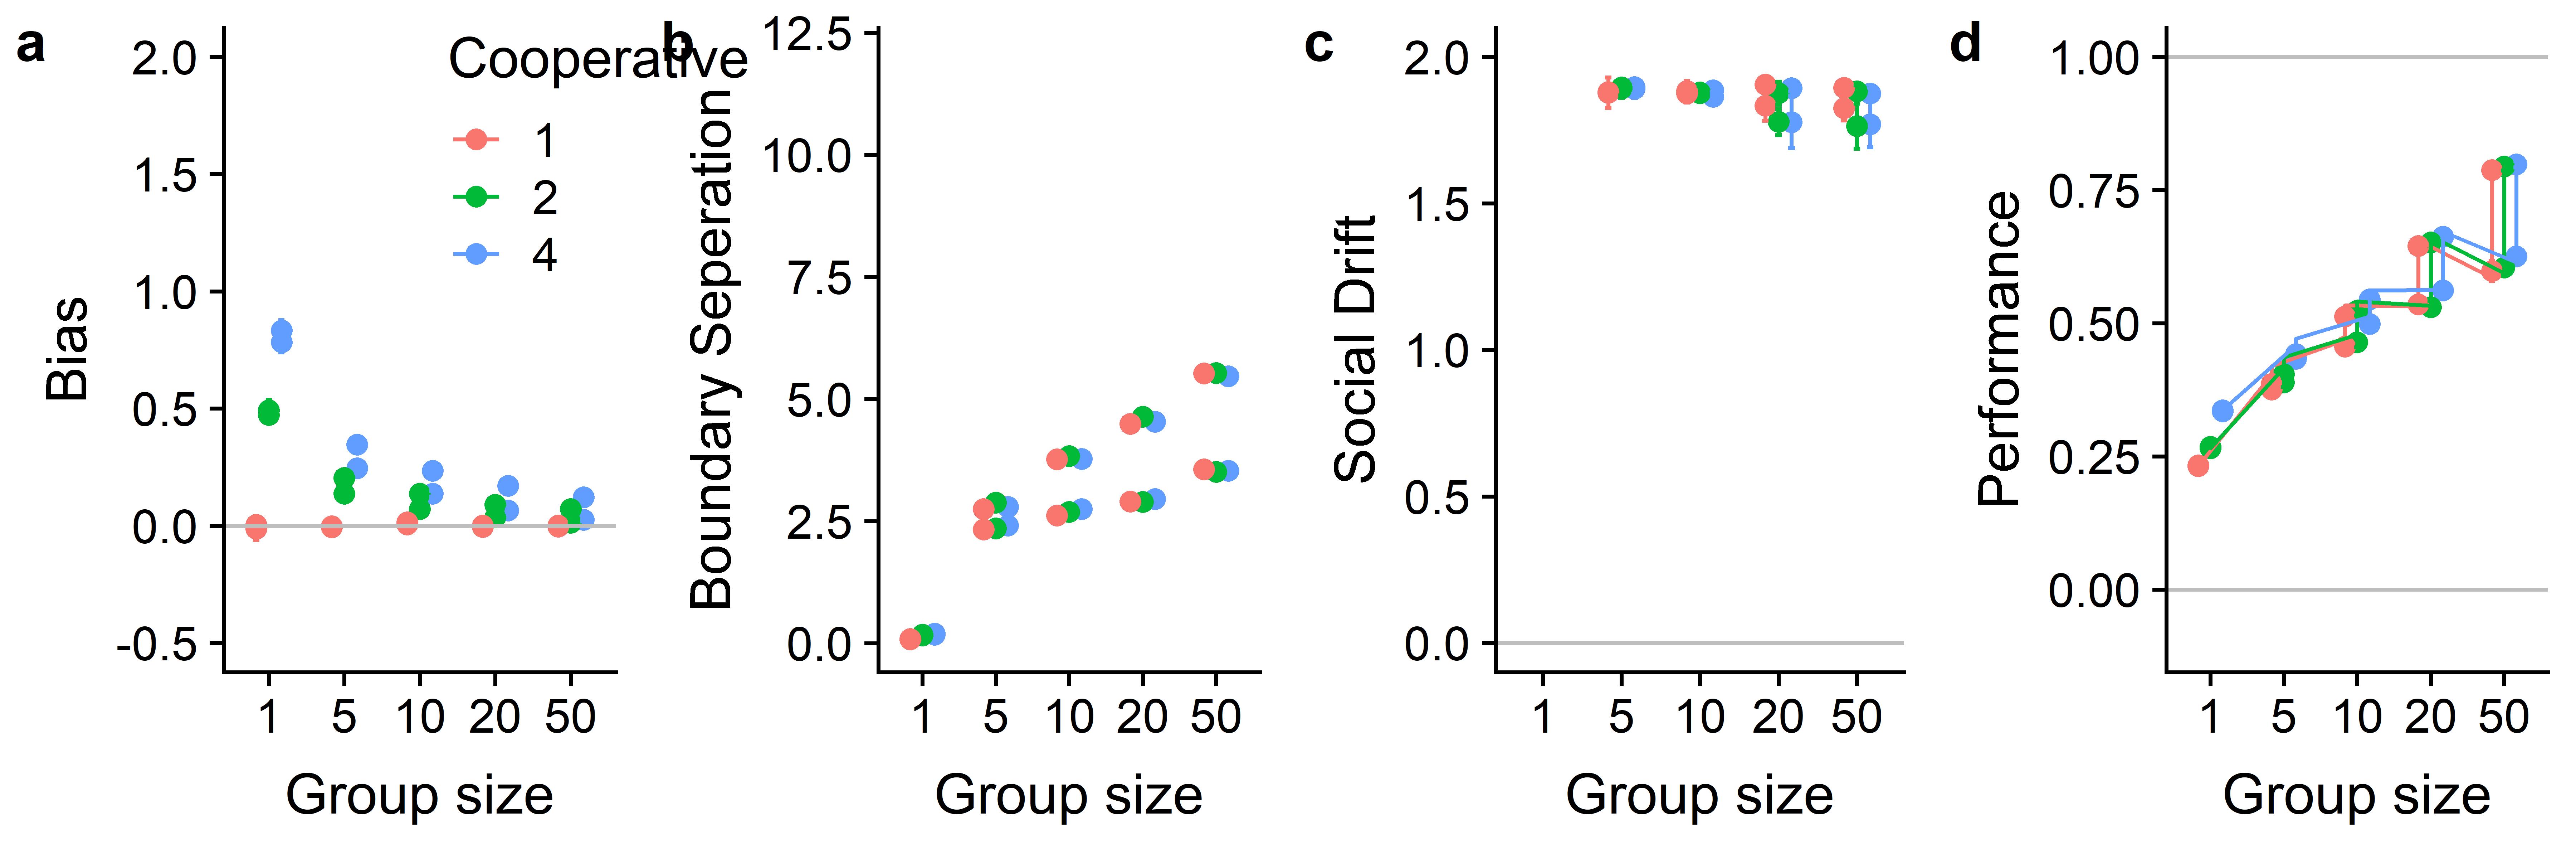 a
Bias
2.0
1.5
1.0
0.5
0.0
-0.5
1 5 10 20 50
Group size
Cooperative
1
2
4
b
Boundary Seperation
12.5
10.0
7.5
5.0
2.5
0.0
1 5 10 20 50
Group size
c
Social Drift
2.0
1.5
1.0
0.5
0.0
1 5 10 20 50
Group size
d
Performance
1.00
0.75
0.50
0.25
0.00
1 5 10 20 50
Group size